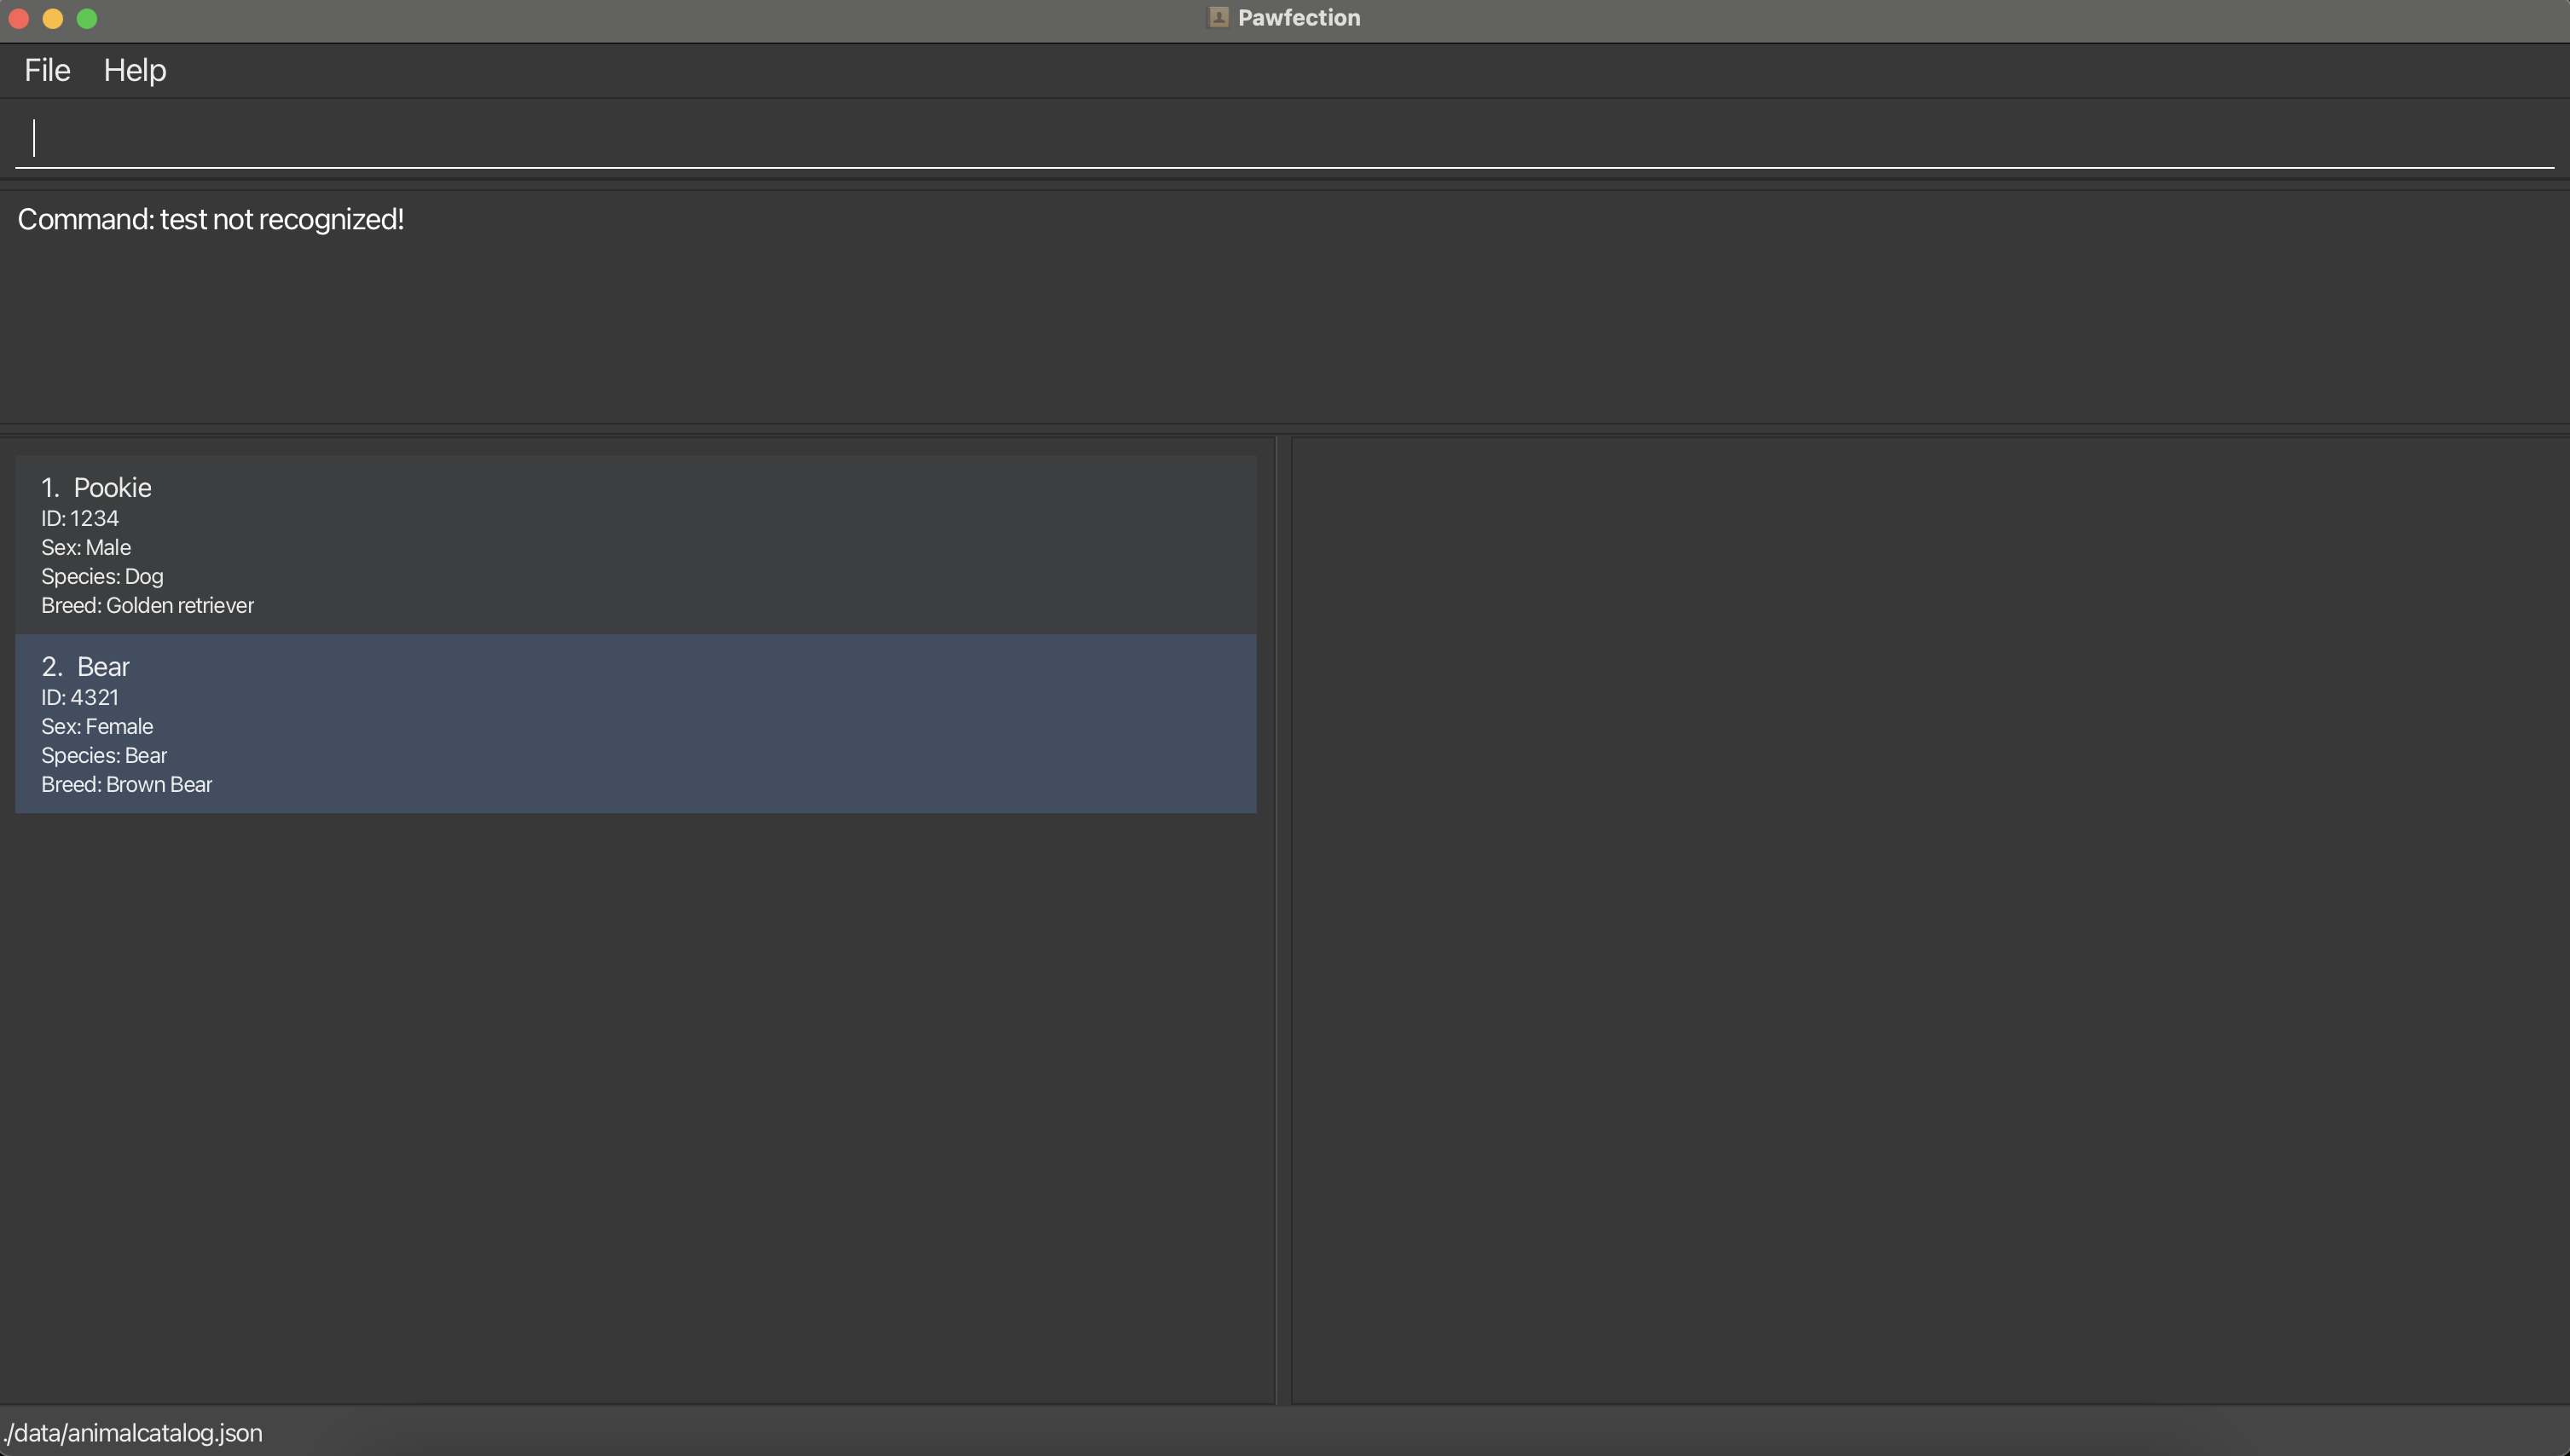 Pawfection
File Help
Command: test not recognized!
1. Pookie
ID: 1234
Sex: Male
Species: Dog
Breed: Golden retriever
2. Bear
ID: 4321
Sex: Female
Species: Bear
Breed: Brown Bear
./data/animalcatalog.json